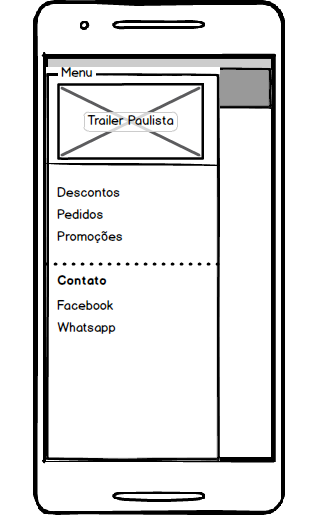 Menu
Trailer Paulista
Descontos
Pedidos
Promoções
Contato
Facebook
Whatsapp